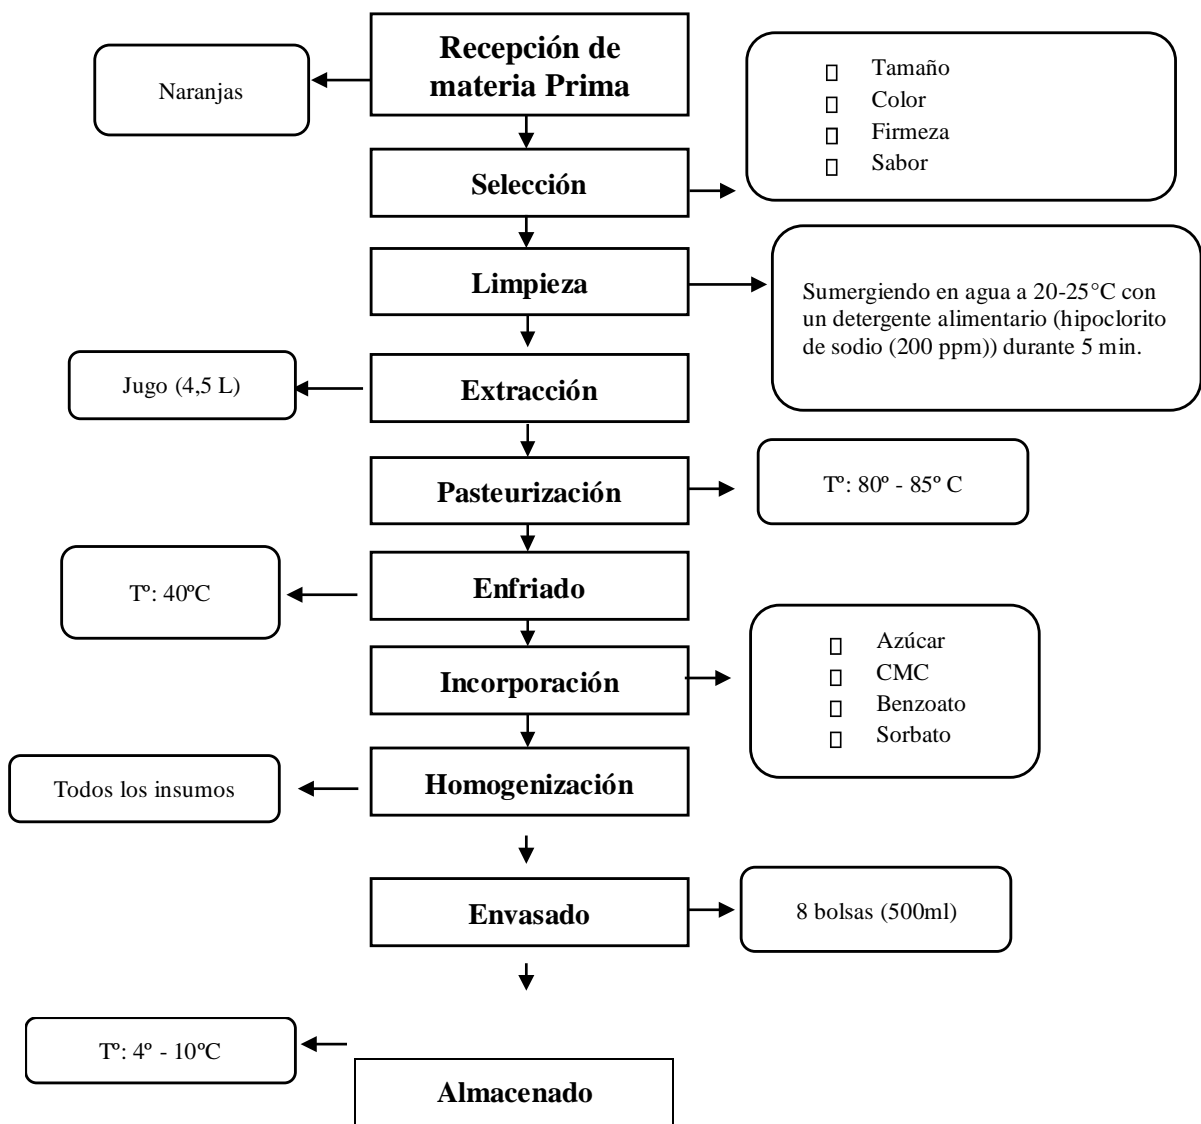 Recepción de
materia Prima
Naranjas
▯ Tamaño
▯ Color
▯ Firmeza
▯ Sabor
Selección
Limpieza
Sumergiendo en agua a 20-25°C con
un detergente alimentario (hipoclorito
de sodio (200 ppm)) durante 5 min.
Jugo (4,5 L)
Extracción
Pasteurización
Tº: 80º - 85º C
Tº: 40ºC
Enfriado
Incorporación
▯ Azúcar
▯ CMC
▯ Benzoato
▯ Sorbato
Homogenización
Todos los insumos
Envasado
8 bolsas (500ml)
Tº: 4º - 10ºC
Almacenado